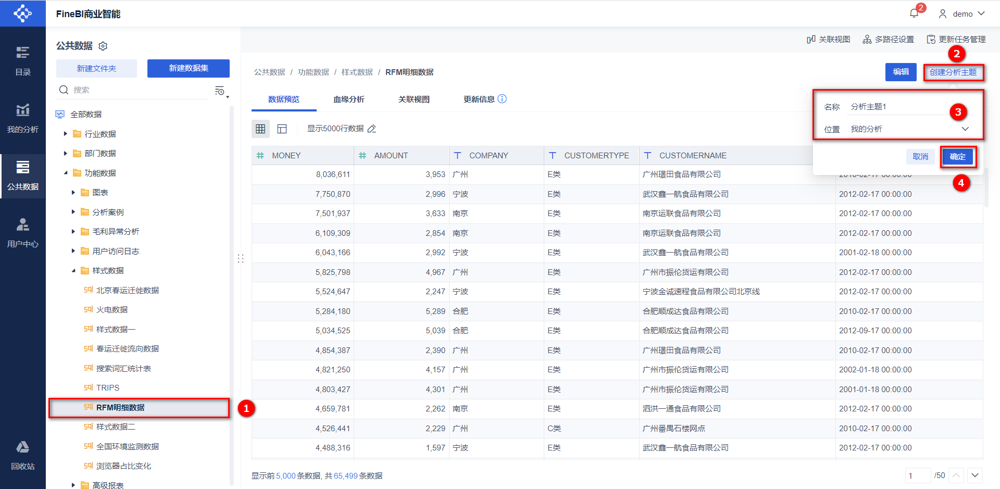 FineBI商业智能
2
demo
目录
我的分析
公共数据
用户中心
回收站
公共数据
新建文件夹
新建数据集
搜索
全部数据
行业数据
部门数据
功能数据
图表
分析案例
毛利异常分析
用户访问日志
样式数据
sql 北京春运迁徙数据
sql 火电数据
sql 样式数据一
sql 春运迁徙流向数据
sql 搜索词汇统计表
sql TRIPS
sql RFM明细数据
1
sql 样式数据二
sql 全国环境监测数据
sql 浏览器占比变化
高级报表
关联视图
多路径设置
更新任务管理
2
公共数据 / 功能数据 / 样式数据 / RFM明细数据
编辑
创建分析主题
数据预览
血缘分析
关联视图
更新信息
名称 分析主题1
3
位置 我的分析
取消
确定
4
显示5000行数据
MONEY AMOUNT COMPANY CUSTOMERTYPE CUSTOMERNAME
8,036,611 3,953 广州 E类 广州璟田食品有限公司 2010-02-17 00:00:00
7,750,870 2,996 宁波 E类 武汉鑫一航食品有限公司 2012-02-17 00:00:00
7,501,937 3,633 南京 E类 南京运联食品有限公司 2012-02-17 00:00:00
6,109,309 2,854 南京 E类 南京运联食品有限公司 2012-02-17 00:00:00
6,043,166 2,992 宁波 E类 武汉鑫一航食品有限公司 2001-02-18 00:00:00
5,825,798 4,967 广州 E类 广州市振伦货运有限公司 2012-02-17 00:00:00
5,524,647 2,247 宁波 E类 宁波金诚速程食品有限公司北京线 2012-02-17 00:00:00
5,284,180 5,289 合肥 E类 合肥顺成达食品有限公司 2010-02-17 00:00:00
5,034,525 5,039 合肥 E类 合肥顺成达食品有限公司 2012-09-17 00:00:00
4,854,387 2,390 广州 E类 广州璟田食品有限公司 2010-02-17 00:00:00
4,821,250 4,157 广州 E类 广州市振伦货运有限公司 2002-01-18 00:00:00
4,803,427 4,301 广州 E类 广州市振伦货运有限公司 2001-01-18 00:00:00
4,659,781 2,262 南京 E类 泗洪一通食品有限公司 2012-02-17 00:00:00
4,526,441 2,229 广州 C类 广州番禺石楼网点 2010-02-17 00:00:00
4,488,316 1,597 宁波 E类 武汉鑫一航食品有限公司 2012-02-17 00:00:00
显示前 5,000 条数据, 共 65,499 条数据
1 /50